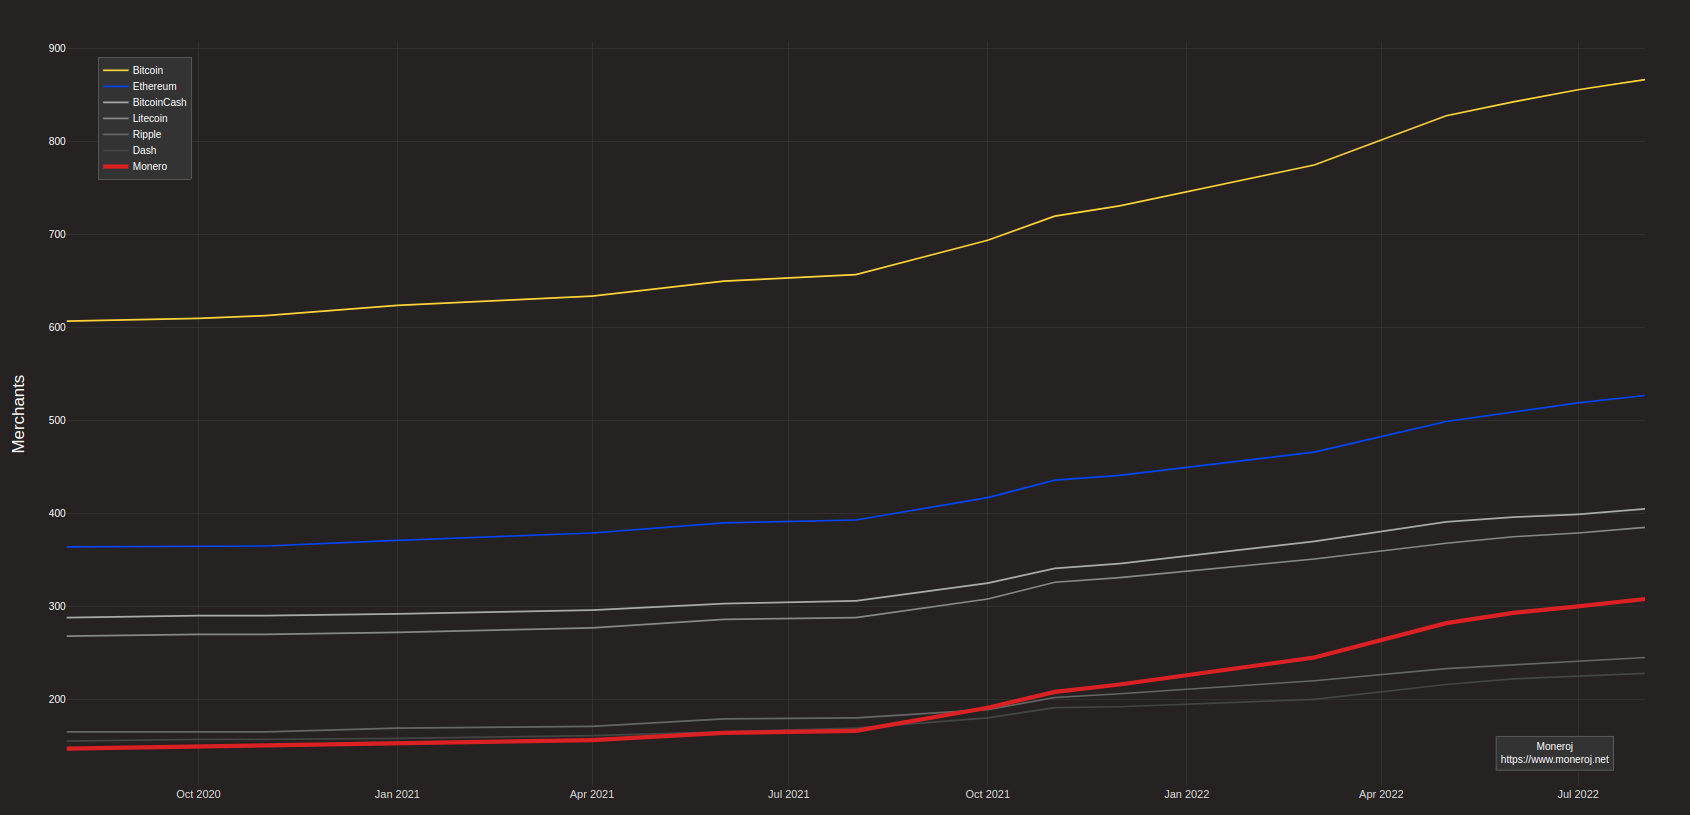 900
800
700
600
500
400
300
200
Merchants
Bitcoin
Ethereum
BitcoinCash
Litecoin
Ripple
Dash
Monero
Moneroj
https://www.moneroj.net
Oct 2020
Jan 2021
Apr 2021
Jul 2021
Oct 2021
Jan 2022
Apr 2022
Jul 2022